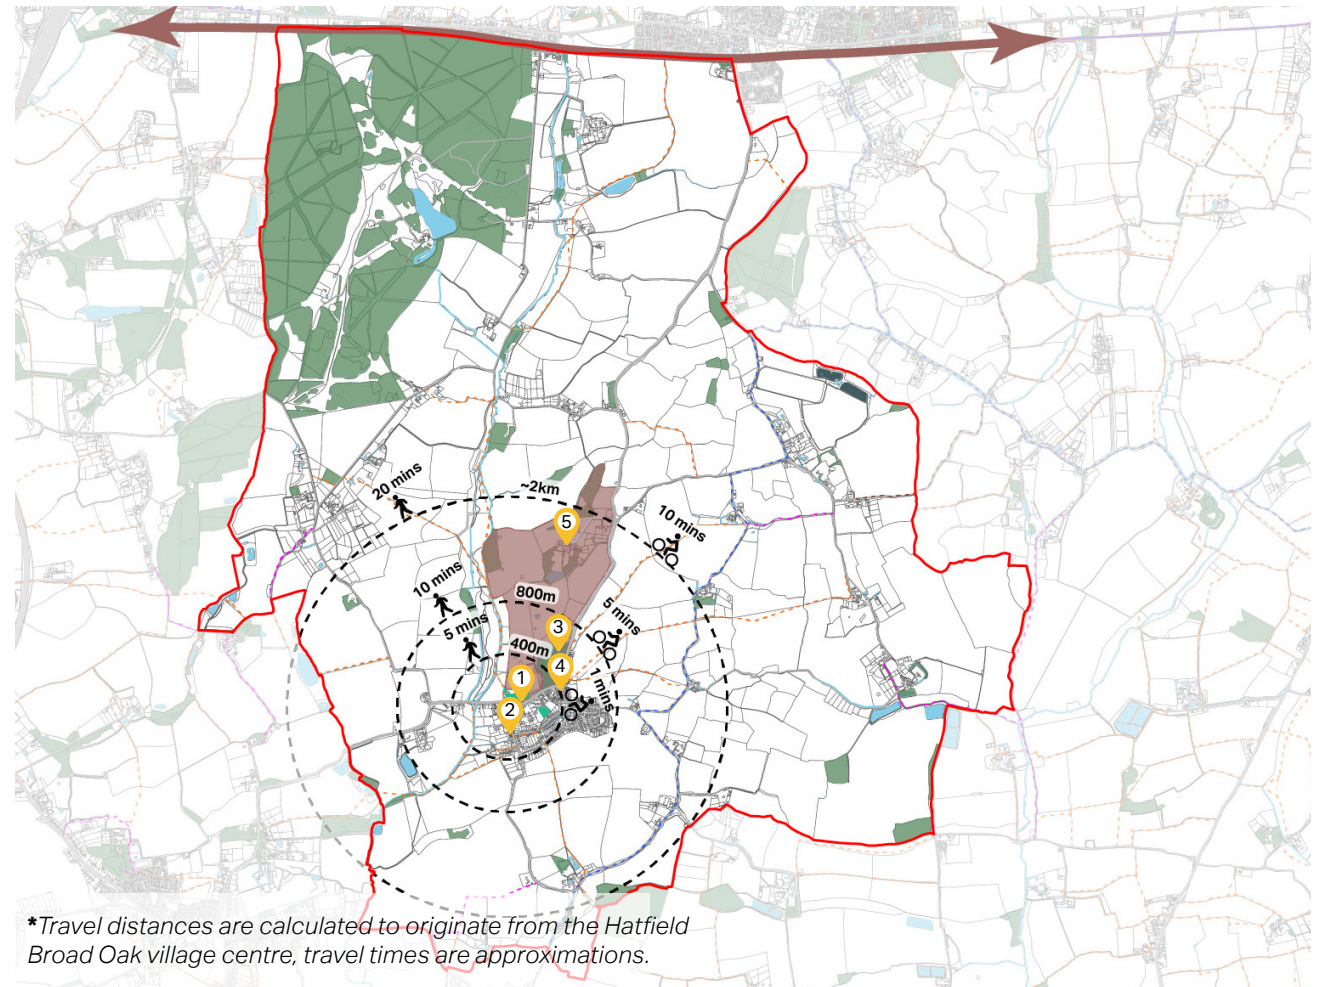 20 mins
~2km
5
10 mins
10 mins
800m
5 mins
3
5 mins
400m
4
1
1 mins
2
*Travel distances are calculated to originate from the Hatfield
Broad Oak village centre, travel times are approximations.